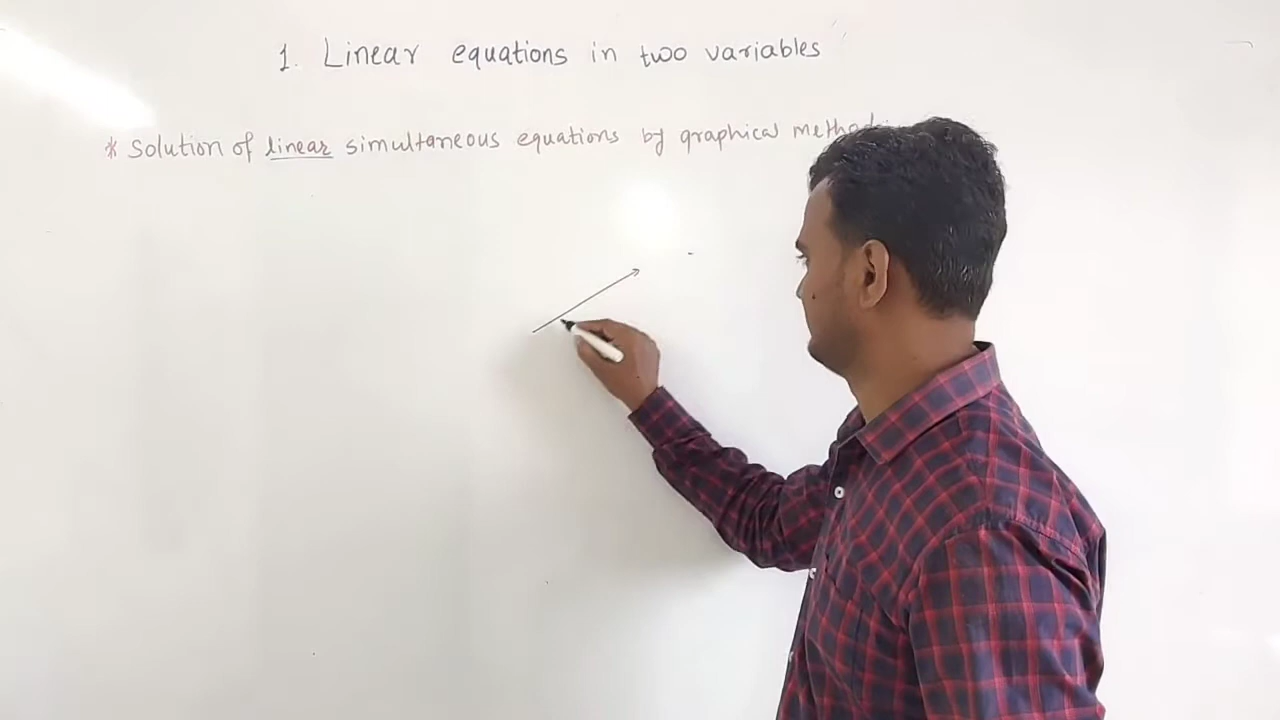 1. Linear equations in two variables
* Solution of linear simultaneous equations by graphical method